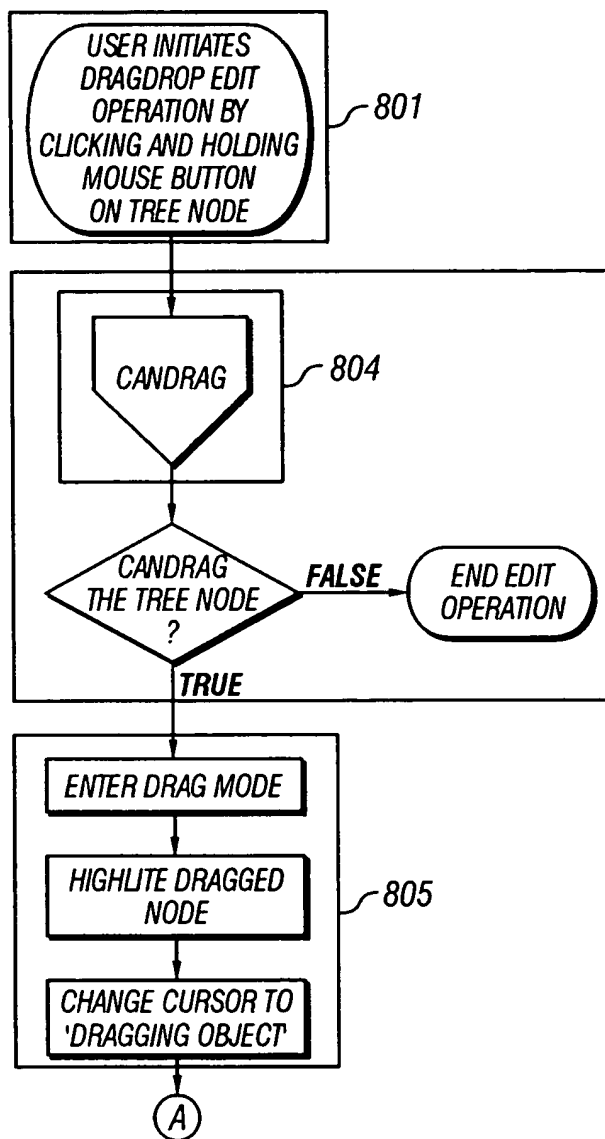 USER INITIATES
DRAGDROP EDIT
OPERATION BY
CLICKING AND HOLDING
MOUSE BUTTON
ON TREE NODE
801
CANDRAG
804
CANDRAG
THE TREE NODE
?
FALSE
END EDIT
OPERATION
TRUE
ENTER DRAG MODE
HIGHLITE DRAGGED
NODE
805
CHANGE CURSOR TO
'DRAGGING OBJECT'
A